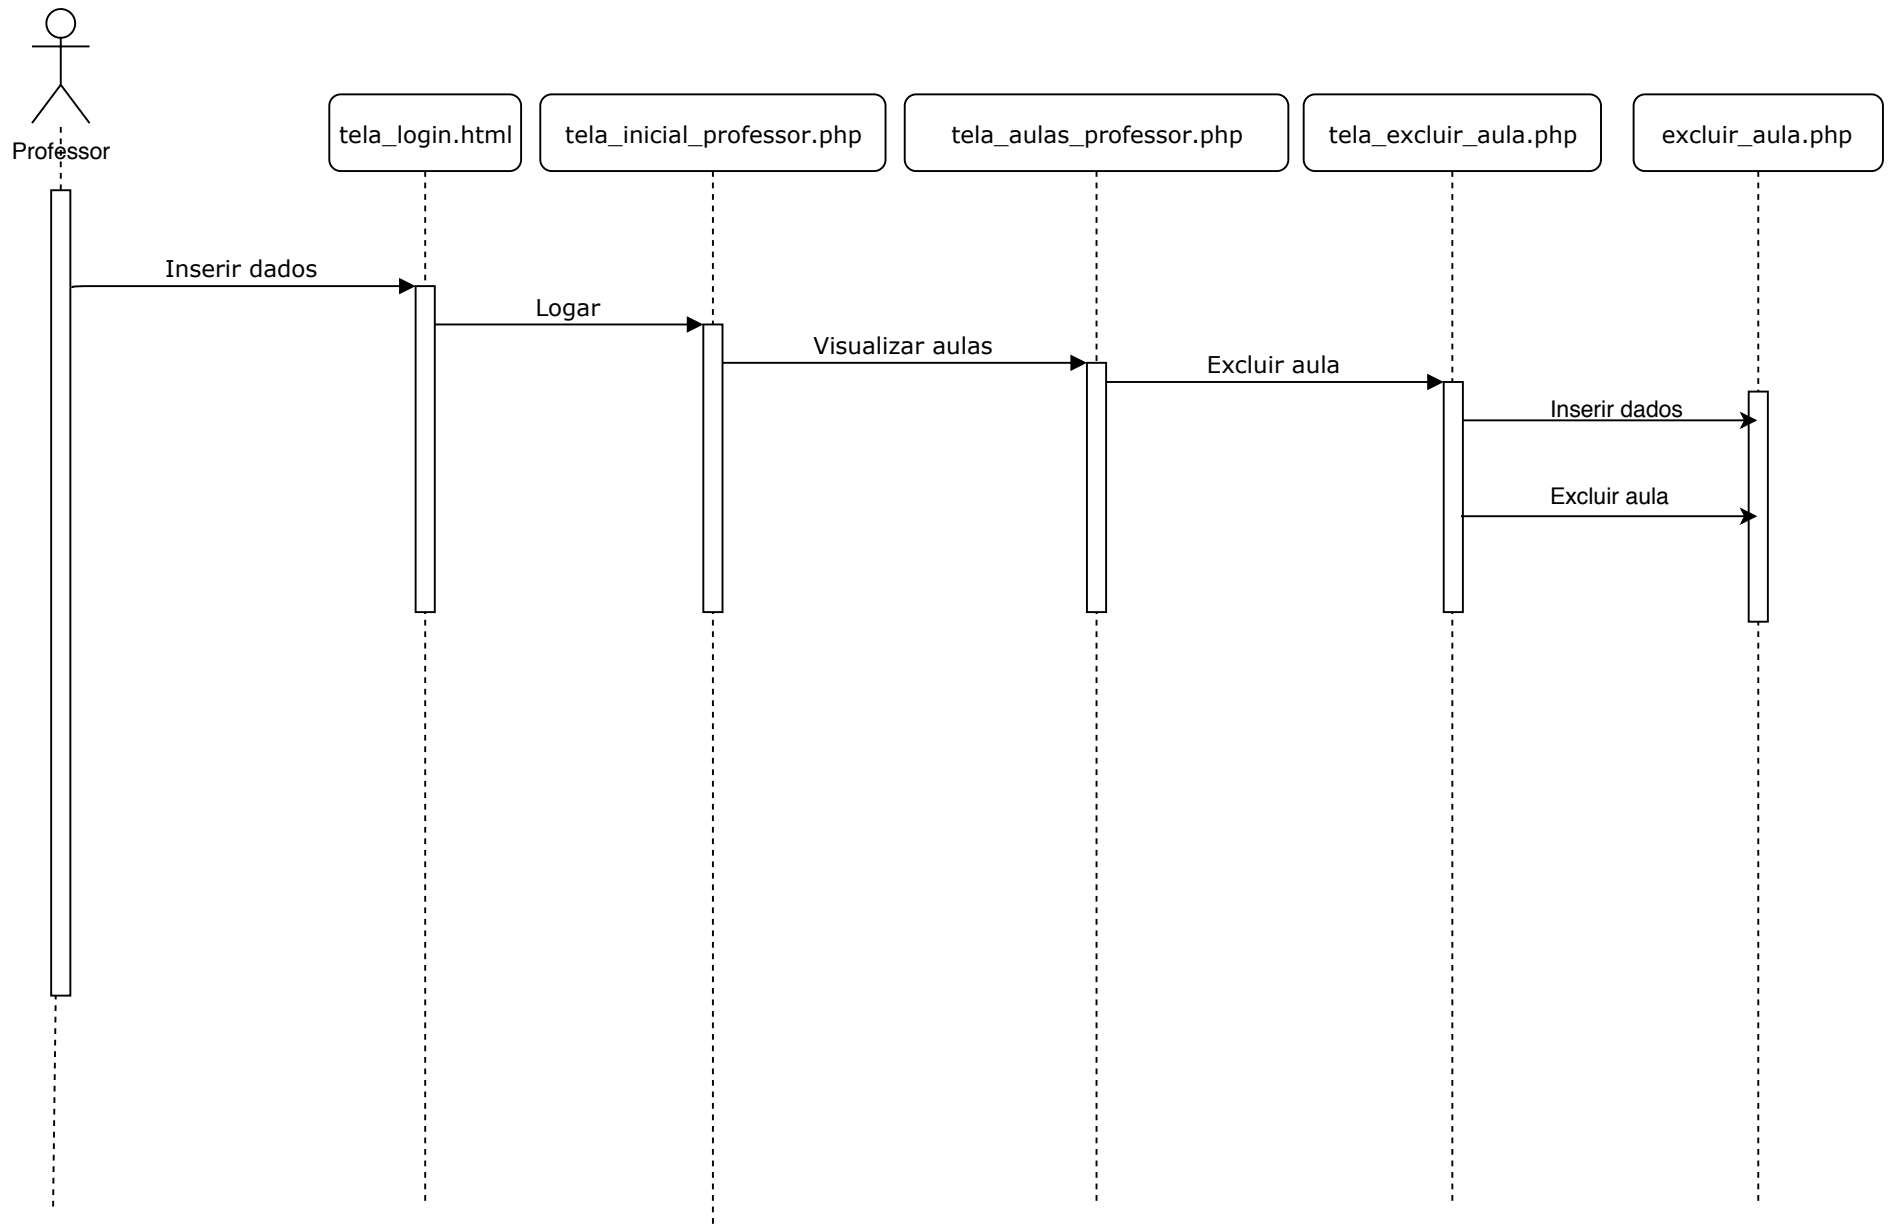 Professor
tela_login.html
tela_inicial_professor.php
tela_aulas_professor.php
tela_excluir_aula.php
excluir_aula.php
Inserir dados
Logar
Visualizar aulas
Excluir aula
Inserir dados
Excluir aula